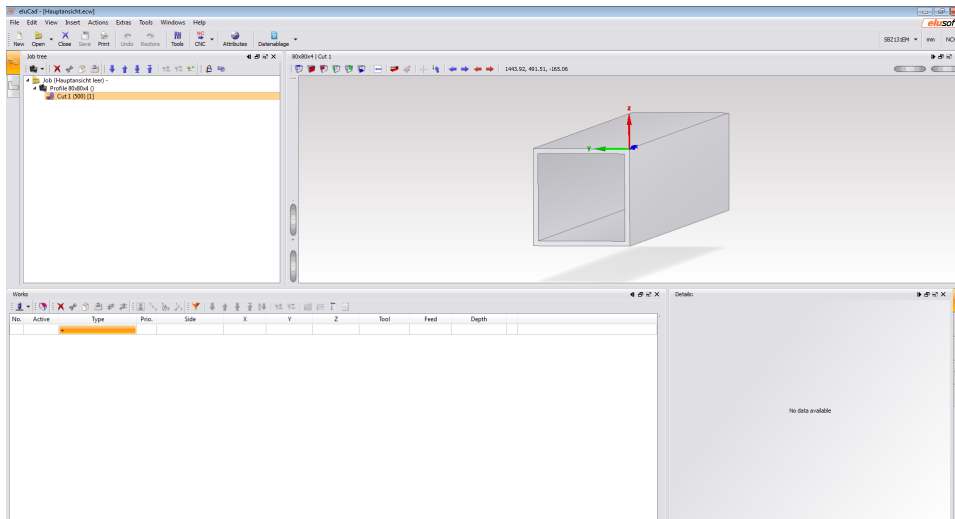 eluCad - [Hauptansicht.ecw]
File Edit View Insert Actions Extras Tools Windows Help
elusoft
New Open Close Save Print Undo Restore Tools CNC Attributes Datenablage
SBZ131EM mm
Job tree
80x80x4 | Cut 1
1443.92, 491.51, -165.06
Job (Hauptansicht leer) -
Profile 80x80x4 ()
Cut 1 (500) [1]
z
y
Works
Details:
No. Active Type Prio. Side X Y Z Tool Feed Depth
+
No data available